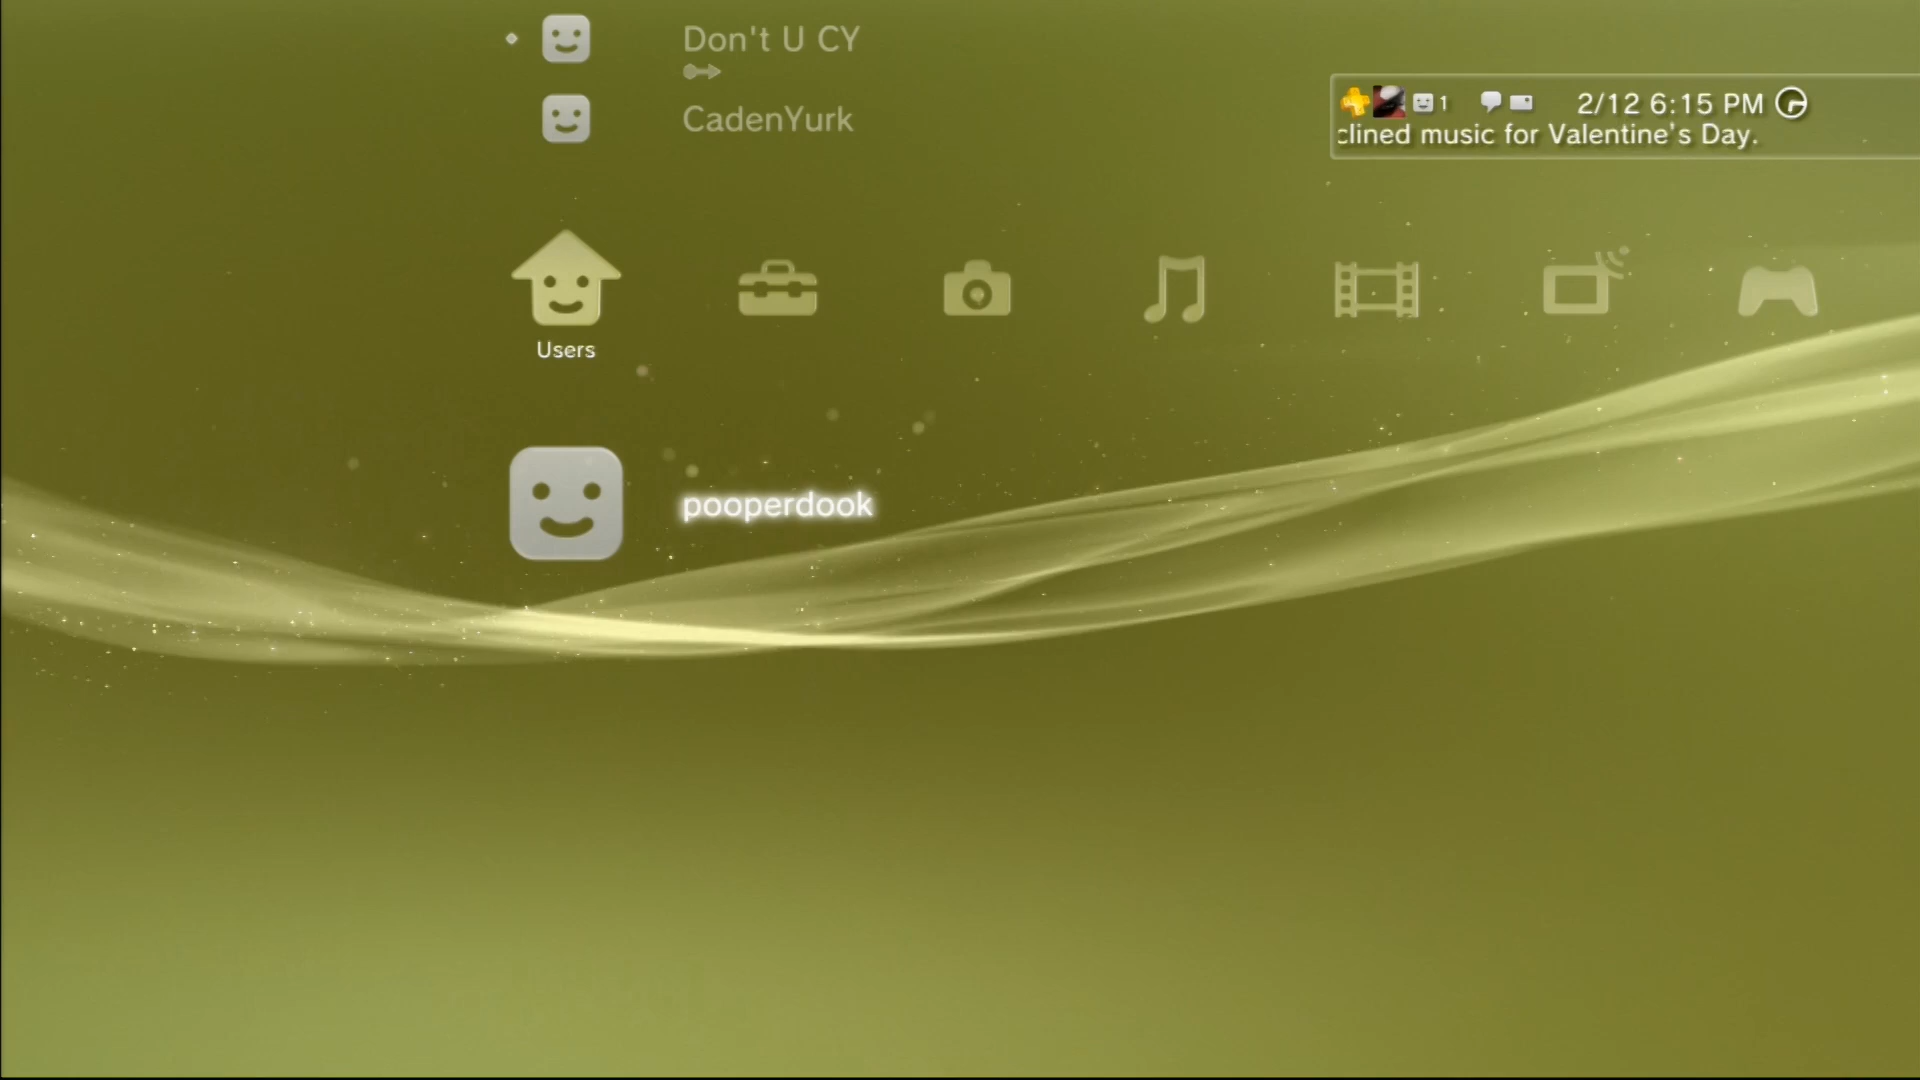 Don't U CY
CadenYurk
1
2/12 6:15 PM
clined music for Valentine's Day.
Users
pooperdook